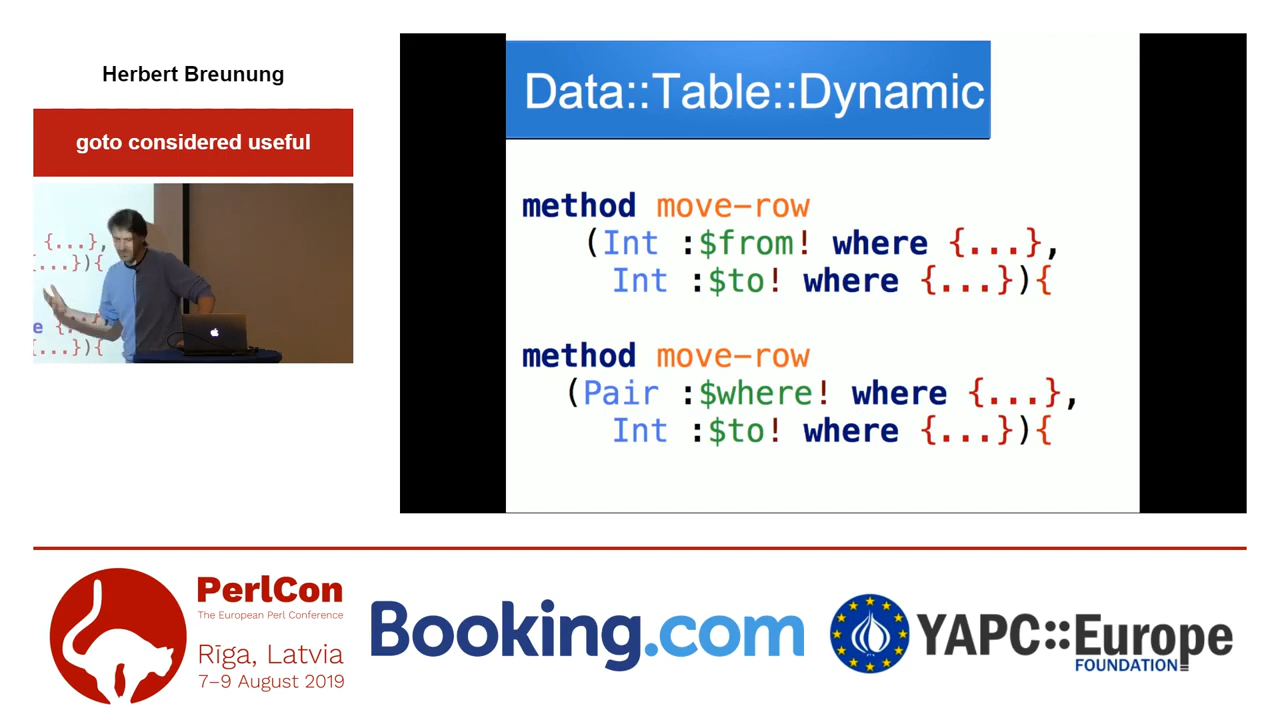 Herbert Breunung
goto considered useful
{...},
{...}){
e {...},
{...}){
Data::Table::Dynamic
method move-row
(Int :$from! where {...},
Int :$to! where {...}){
method move-row
(Pair :$where! where {...},
Int :$to! where {...}){
PerlCon
The European Perl Conference
Rīga, Latvia
7–9 August 2019
Booking.com
YAPC::Europe
FOUNDATION